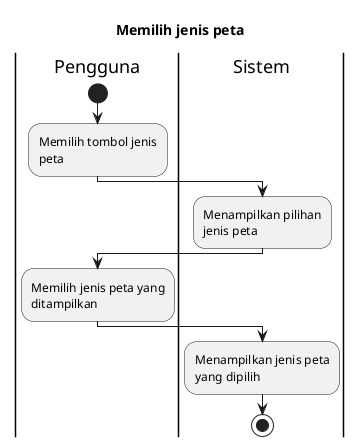 Memilih jenis peta
Pengguna
Sistem
Memilih tombol jenis
peta
Menampilkan pilihan
jenis peta
Memilih jenis peta yang
ditampilkan
Menampilkan jenis peta
yang dipilih